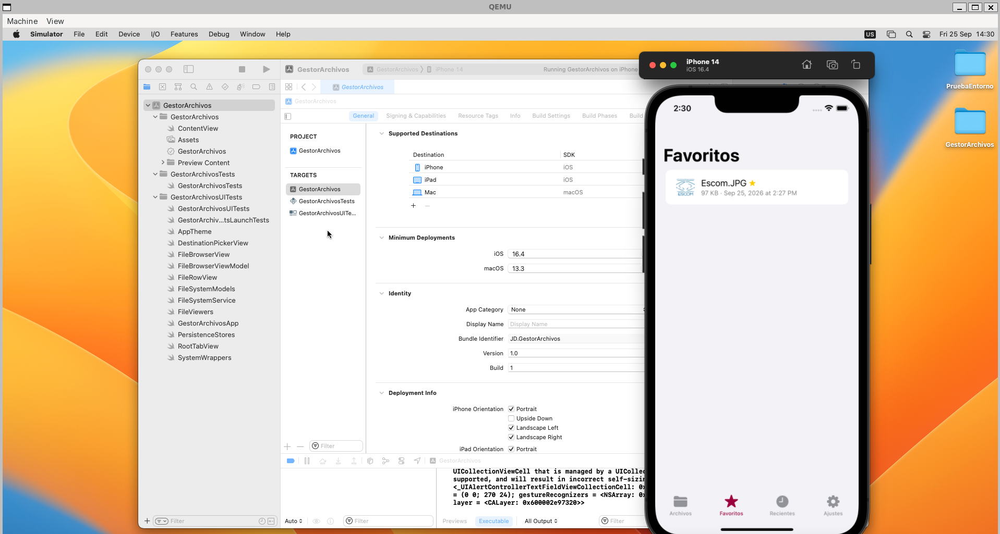 QEMU
Machine View
Simulator File Edit Device I/O Features Debug Window Help US Fri 25 Sep 14:30
PruebaEntorno
GestorArchivos
GestorArchivos
GestorArchivos
ContentView
Assets
GestorArchivos
Preview Content
GestorArchivosTests
GestorArchivosTests
GestorArchivosUITests
GestorArchivosUITests
GestorArchiv...tsLaunchTests
AppTheme
DestinationPickerView
FileBrowserView
FileBrowserViewModel
FileRowView
FileSystemModels
FileSystemService
FileViewers
GestorArchivosApp
PersistenceStores
RootTabView
SystemWrappers
Filter
GestorArchivos GestorArchivos iPhone 14 Running GestorArchivos on iPhone
GestorArchivos
GestorArchivos
General Signing & Capabilities Resource Tags Info Build Settings Build Phases Build
PROJECT
GestorArchivos
TARGETS
GestorArchivos
GestorArchivosTests
GestorArchivosUITe...
Filter
Supported Destinations
Destination SDK
iPhone iOS
iPad iOS
Mac macOS
Minimum Deployments
iOS 16.4
macOS 13.3
Identity
App Category None
Display Name Display Name
Bundle Identifier JD.GestorArchivos
Version 1.0
Build 1
Deployment Info
iPhone Orientation Portrait
Upside Down
Landscape Left
Landscape Right
iPad Orientation Portrait
GestorArchivos
UICollectionViewCell that is managed by a UIColle
supported, and will result in incorrect self-sizi
<_UIAlertControllerTextFieldViewCollectionCell: 0
= (0 0; 270 24); gestureRecognizers = <NSArray: 0
layer = <CALayer: 0x600002e97320>>
Auto Filter Previews Executable All Output Filter
iPhone 14
iOS 16.4
2:30
Favoritos
ESCOM
Escom.JPG
97 KB · Sep 25, 2026 at 2:27 PM
Archivos Favoritos Recientes Ajustes